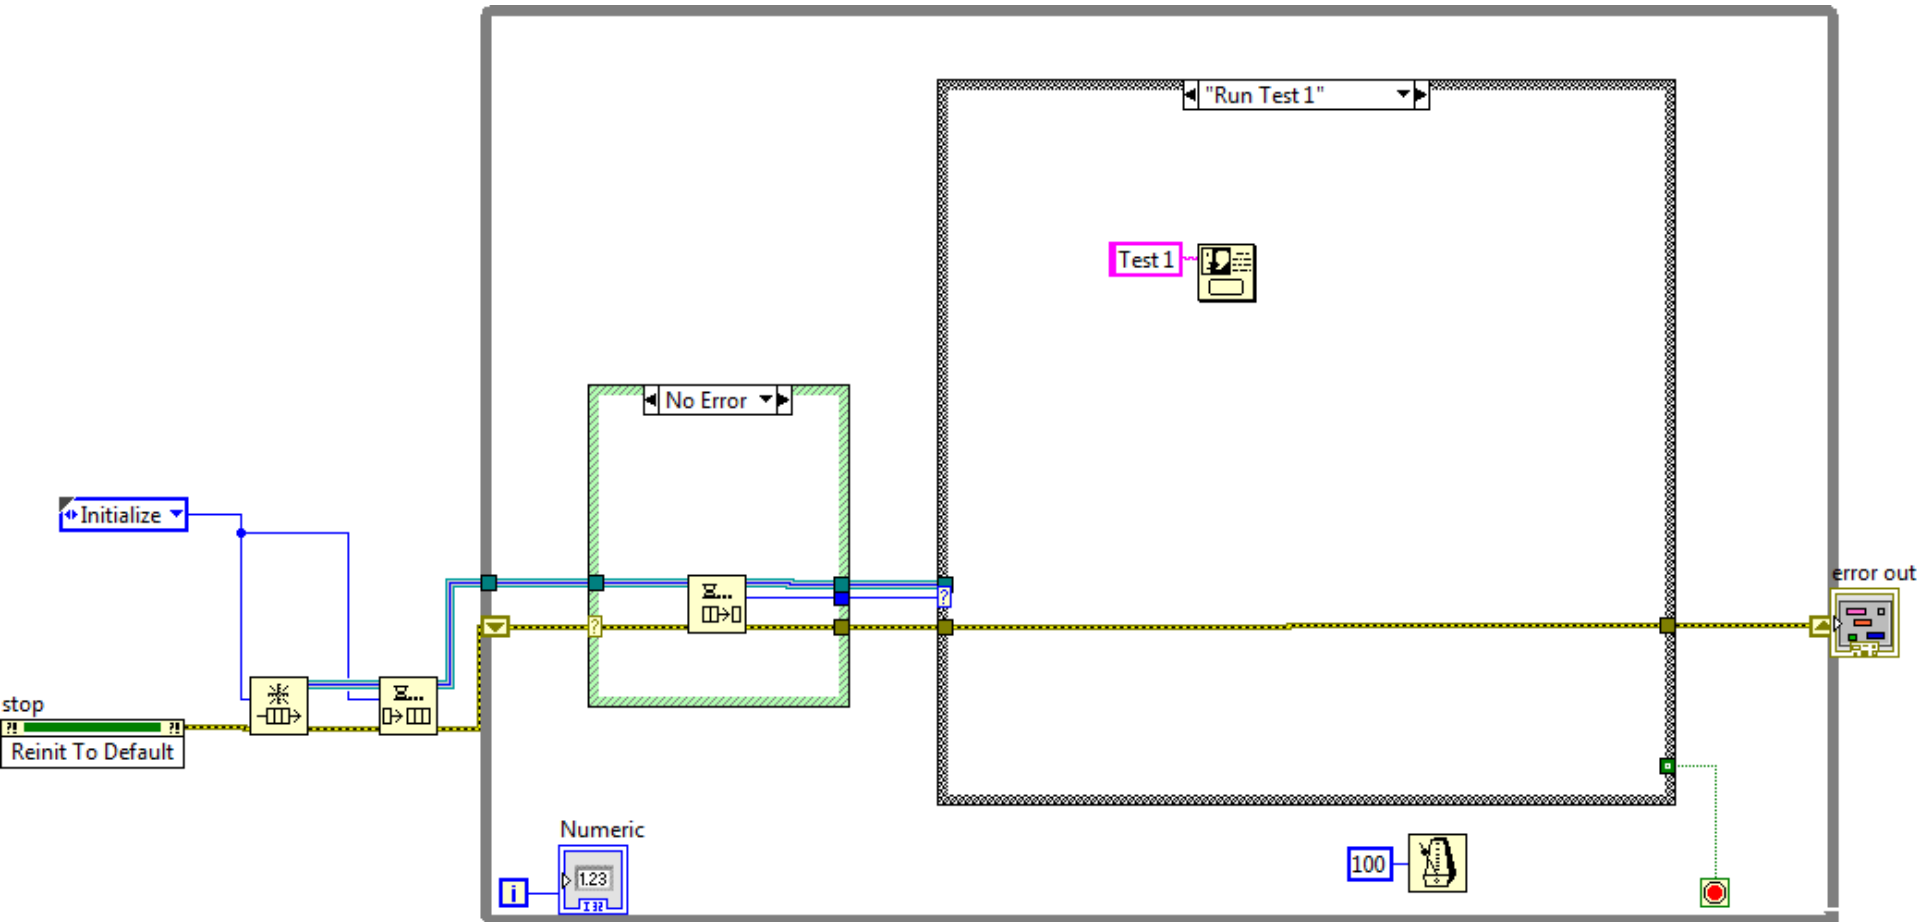 "Run Test 1"
Test 1
No Error
Initialize
error out
stop
?!
?!
Reinit To Default
?
?
Numeric
1.23
I32
i
100